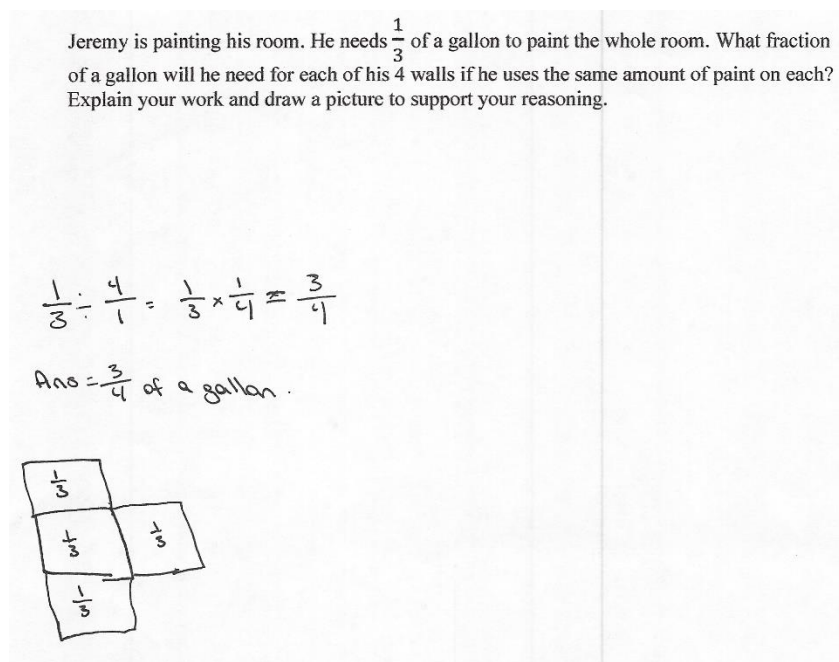 Jeremy is painting his room. He needs 1/3 of a gallon to paint the whole room. What fraction
of a gallon will he need for each of his 4 walls if he uses the same amount of paint on each?
Explain your work and draw a picture to support your reasoning.
1/3 ÷ 4/1 = 1/3 × 1/4 = 3/4
Ans = 3/4 of a gallon.
1/3
1/3 1/3
1/3